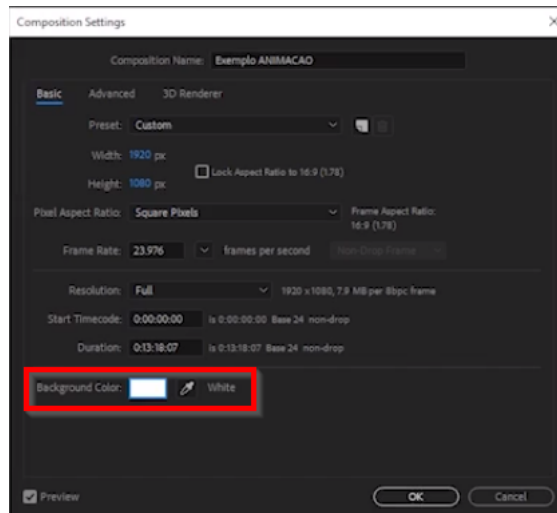 Composition Settings
Composition Name: Exemplo ANIMACAO
Basic Advanced 3D Renderer
Preset: Custom
Width: 1920 px
Lock Aspect Ratio to 16:9 (1.78)
Height: 1080 px
Pixel Aspect Ratio: Square Pixels
Frame Aspect Ratio:
16:9 (1.78)
Frame Rate: 23.976 frames per second Non-Drop Frame
Resolution: Full 1920 x 1080, 7.9 MB per 8bpc frame
Start Timecode: 0:00:00:00 is 0:00:00:00 Base 24 non-drop
Duration: 0:13:18:07 is 0:13:18:07 Base 24 non-drop
Background Color: White
Preview OK Cancel